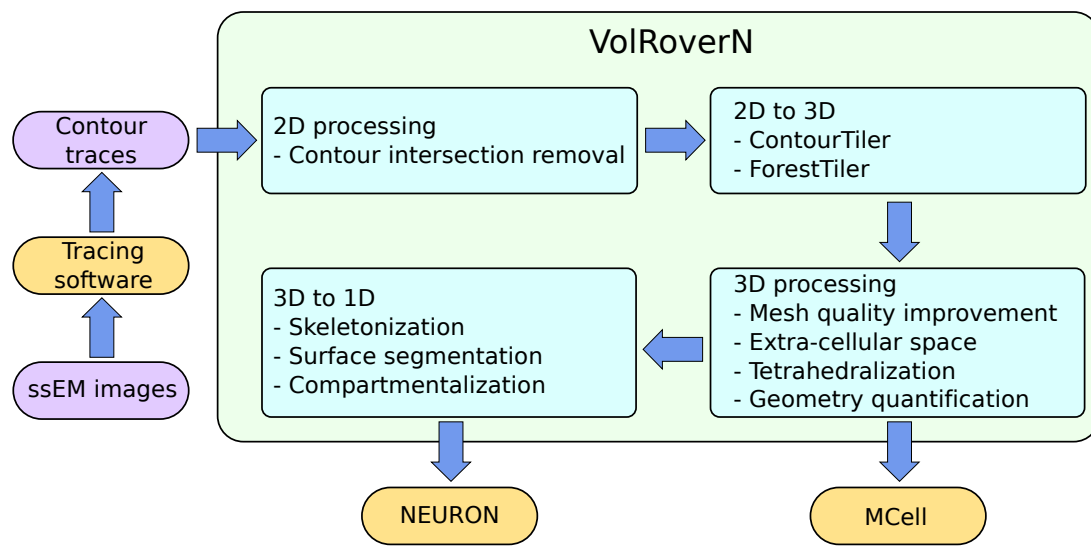 VolRoverN
Contour
traces
2D processing
- Contour intersection removal
2D to 3D
- ContourTiler
- ForestTiler
Tracing
software
3D to 1D
- Skeletonization
- Surface segmentation
- Compartmentalization
3D processing
- Mesh quality improvement
- Extra-cellular space
- Tetrahedralization
- Geometry quantification
ssEM images
NEURON
MCell